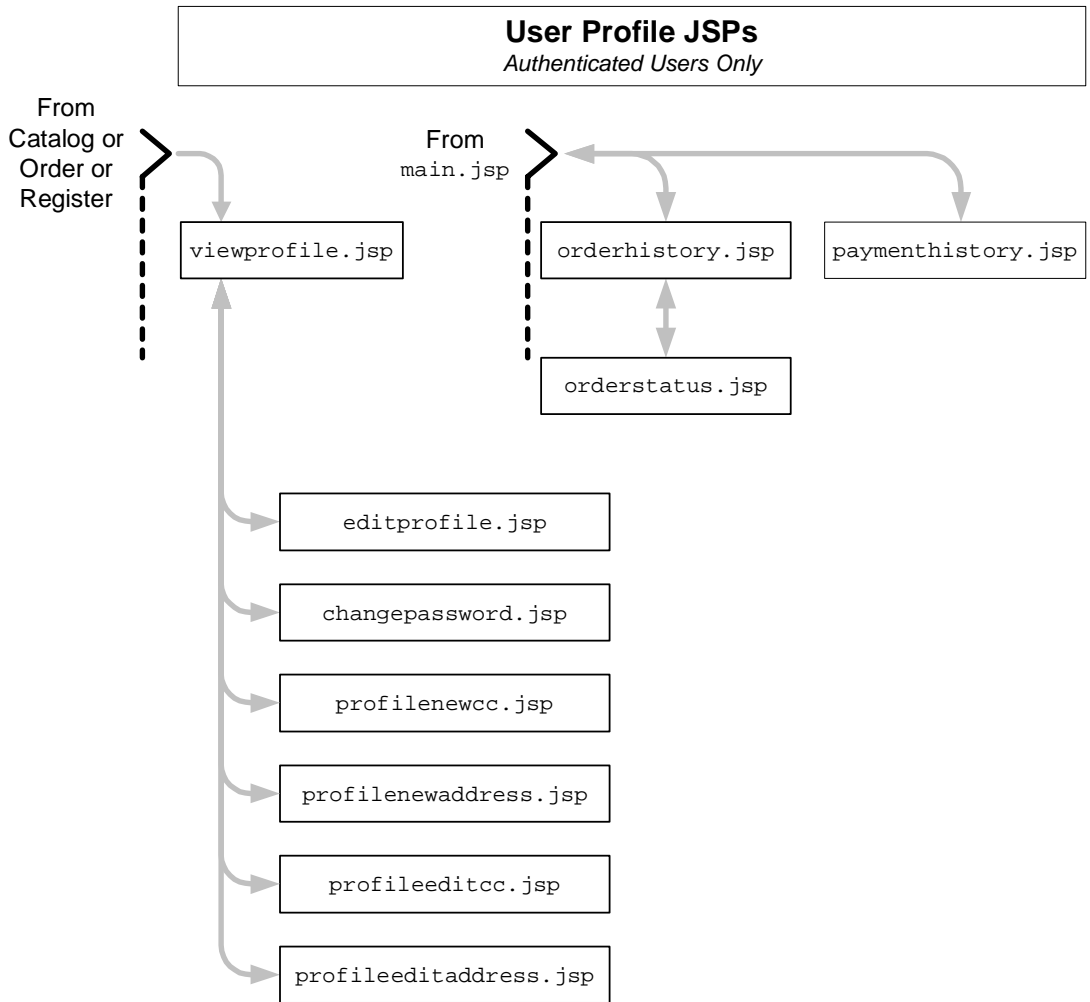 User Profile JSPs
Authenticated Users Only
From
Catalog or
Order or
Register
From
main.jsp
viewprofile.jsp
orderhistory.jsp
paymenthistory.jsp
orderstatus.jsp
editprofile.jsp
changepassword.jsp
profilenewcc.jsp
profilenewaddress.jsp
profileeditcc.jsp
profileeditaddress.jsp